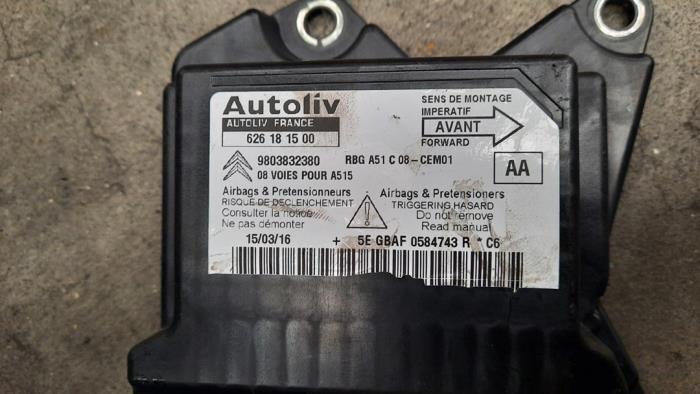 Autoliv
AUTOLIV FRANCE
626 18 15 00
SENS DE MONTAGE
IMPERATIF
AVANT
FORWARD
9803832380 RBG A51 C 08-CEM01
08 VOIES POUR A515
AA
Airbags & Pretensionneurs
RISQUE DE DECLENCHEMENT
Consulter la notice
Ne pas démonter
Airbags & Pretensioners
TRIGGERING HASARD
Do not remove
Read manual
15/03/16 + 5E GBAF 0584743 R * C6